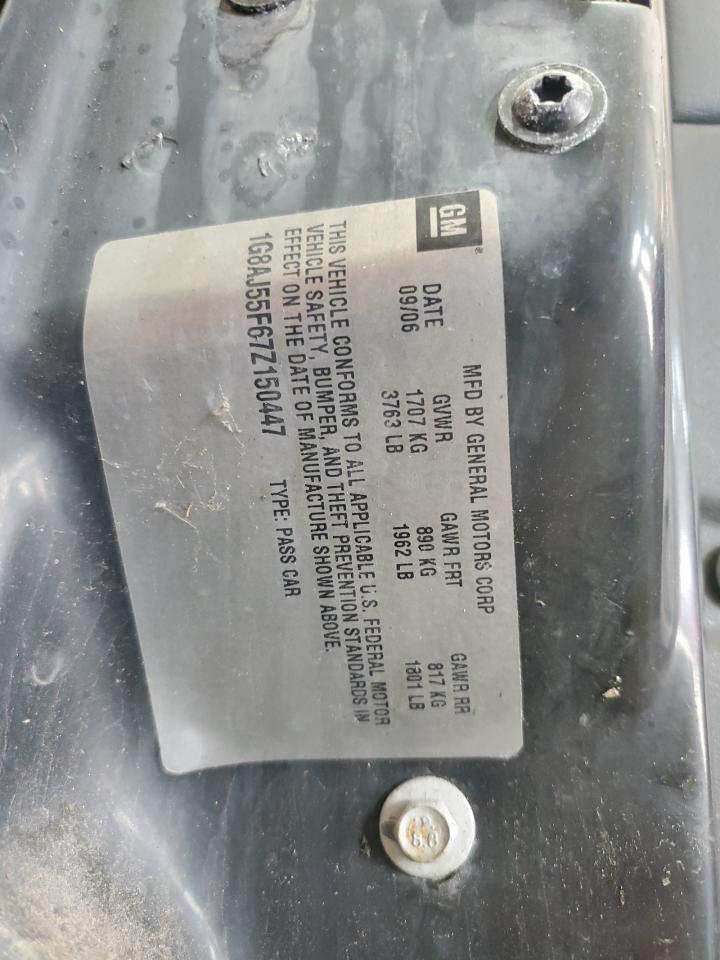 GM
MFD BY GENERAL MOTORS CORP
DATE GVWR GAWR FRT GAWR RR
09/06 1707 KG 890 KG 817 KG
3763 LB 1962 LB 1801 LB
THIS VEHICLE CONFORMS TO ALL APPLICABLE U.S. FEDERAL MOTOR
VEHICLE SAFETY, BUMPER, AND THEFT PREVENTION STANDARDS IN
EFFECT ON THE DATE OF MANUFACTURE SHOWN ABOVE.
1G8AJ55F67Z150447 TYPE: PASS CAR
8.8